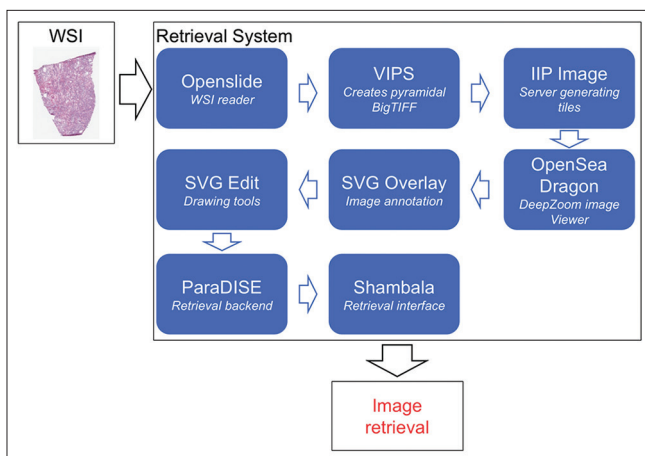 WSI
Retrieval System
Openslide
WSI reader
VIPS
Creates pyramidal
BigTIFF
IIP Image
Server generating
tiles
SVG Edit
Drawing tools
SVG Overlay
Image annotation
OpenSea
Dragon
DeepZoom image
Viewer
ParaDISE
Retrieval backend
Shambala
Retrieval interface
Image
retrieval